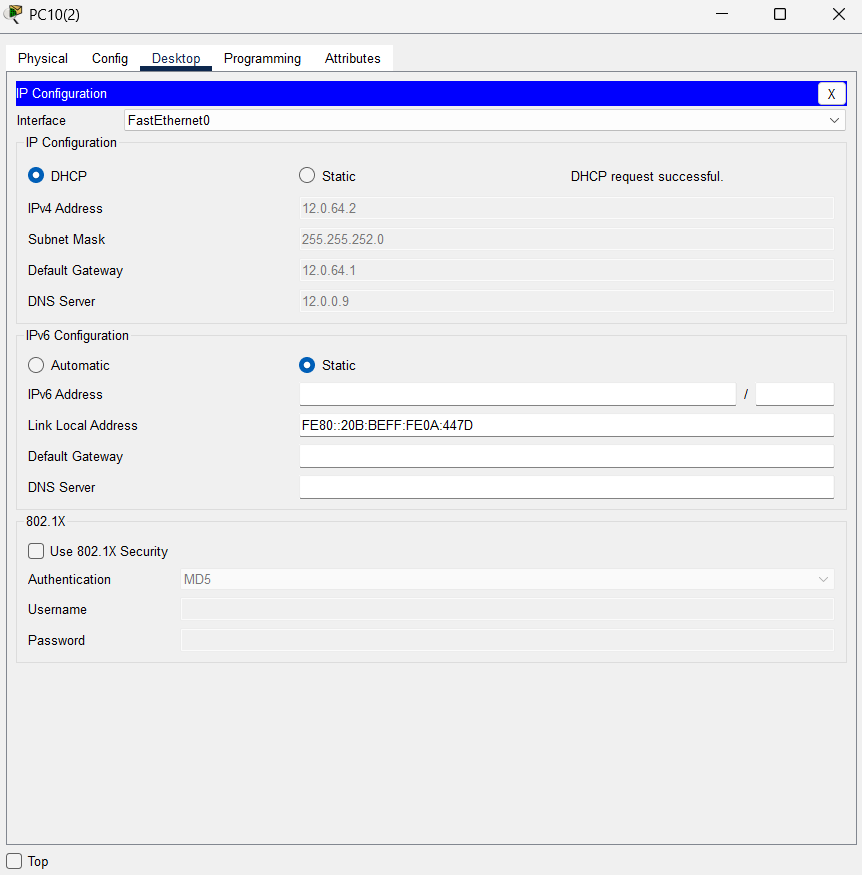 PC10(2)
Physical Config Desktop Programming Attributes
IP Configuration X
Interface FastEthernet0
IP Configuration
DHCP Static DHCP request successful.
IPv4 Address 12.0.64.2
Subnet Mask 255.255.252.0
Default Gateway 12.0.64.1
DNS Server 12.0.0.9
IPv6 Configuration
Automatic Static
IPv6 Address /
Link Local Address FE80::20B:BEFF:FE0A:447D
Default Gateway
DNS Server
802.1X
Use 802.1X Security
Authentication MD5
Username
Password
Top